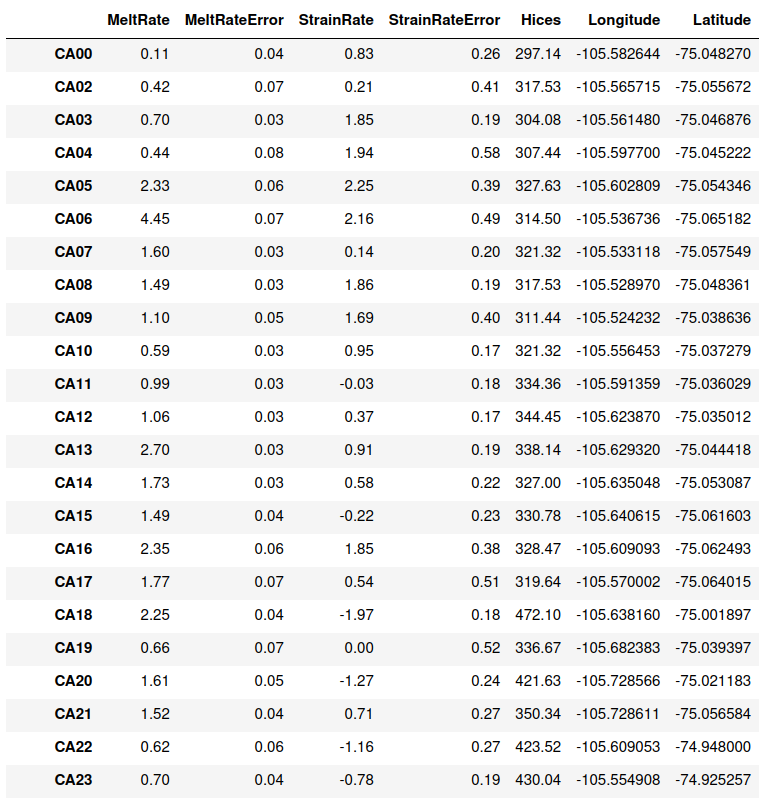 MeltRate MeltRateError StrainRate StrainRateError Hices Longitude Latitude
CA00 0.11 0.04 0.83 0.26 297.14 -105.582644 -75.048270
CA02 0.42 0.07 0.21 0.41 317.53 -105.565715 -75.055672
CA03 0.70 0.03 1.85 0.19 304.08 -105.561480 -75.046876
CA04 0.44 0.08 1.94 0.58 307.44 -105.597700 -75.045222
CA05 2.33 0.06 2.25 0.39 327.63 -105.602809 -75.054346
CA06 4.45 0.07 2.16 0.49 314.50 -105.536736 -75.065182
CA07 1.60 0.03 0.14 0.20 321.32 -105.533118 -75.057549
CA08 1.49 0.03 1.86 0.19 317.53 -105.528970 -75.048361
CA09 1.10 0.05 1.69 0.40 311.44 -105.524232 -75.038636
CA10 0.59 0.03 0.95 0.17 321.32 -105.556453 -75.037279
CA11 0.99 0.03 -0.03 0.18 334.36 -105.591359 -75.036029
CA12 1.06 0.03 0.37 0.17 344.45 -105.623870 -75.035012
CA13 2.70 0.03 0.91 0.19 338.14 -105.629320 -75.044418
CA14 1.73 0.03 0.58 0.22 327.00 -105.635048 -75.053087
CA15 1.49 0.04 -0.22 0.23 330.78 -105.640615 -75.061603
CA16 2.35 0.06 1.85 0.38 328.47 -105.609093 -75.062493
CA17 1.77 0.07 0.54 0.51 319.64 -105.570002 -75.064015
CA18 2.25 0.04 -1.97 0.18 472.10 -105.638160 -75.001897
CA19 0.66 0.07 0.00 0.52 336.67 -105.682383 -75.039397
CA20 1.61 0.05 -1.27 0.24 421.63 -105.728566 -75.021183
CA21 1.52 0.04 0.71 0.27 350.34 -105.728611 -75.056584
CA22 0.62 0.06 -1.16 0.27 423.52 -105.609053 -74.948000
CA23 0.70 0.04 -0.78 0.19 430.04 -105.554908 -74.925257